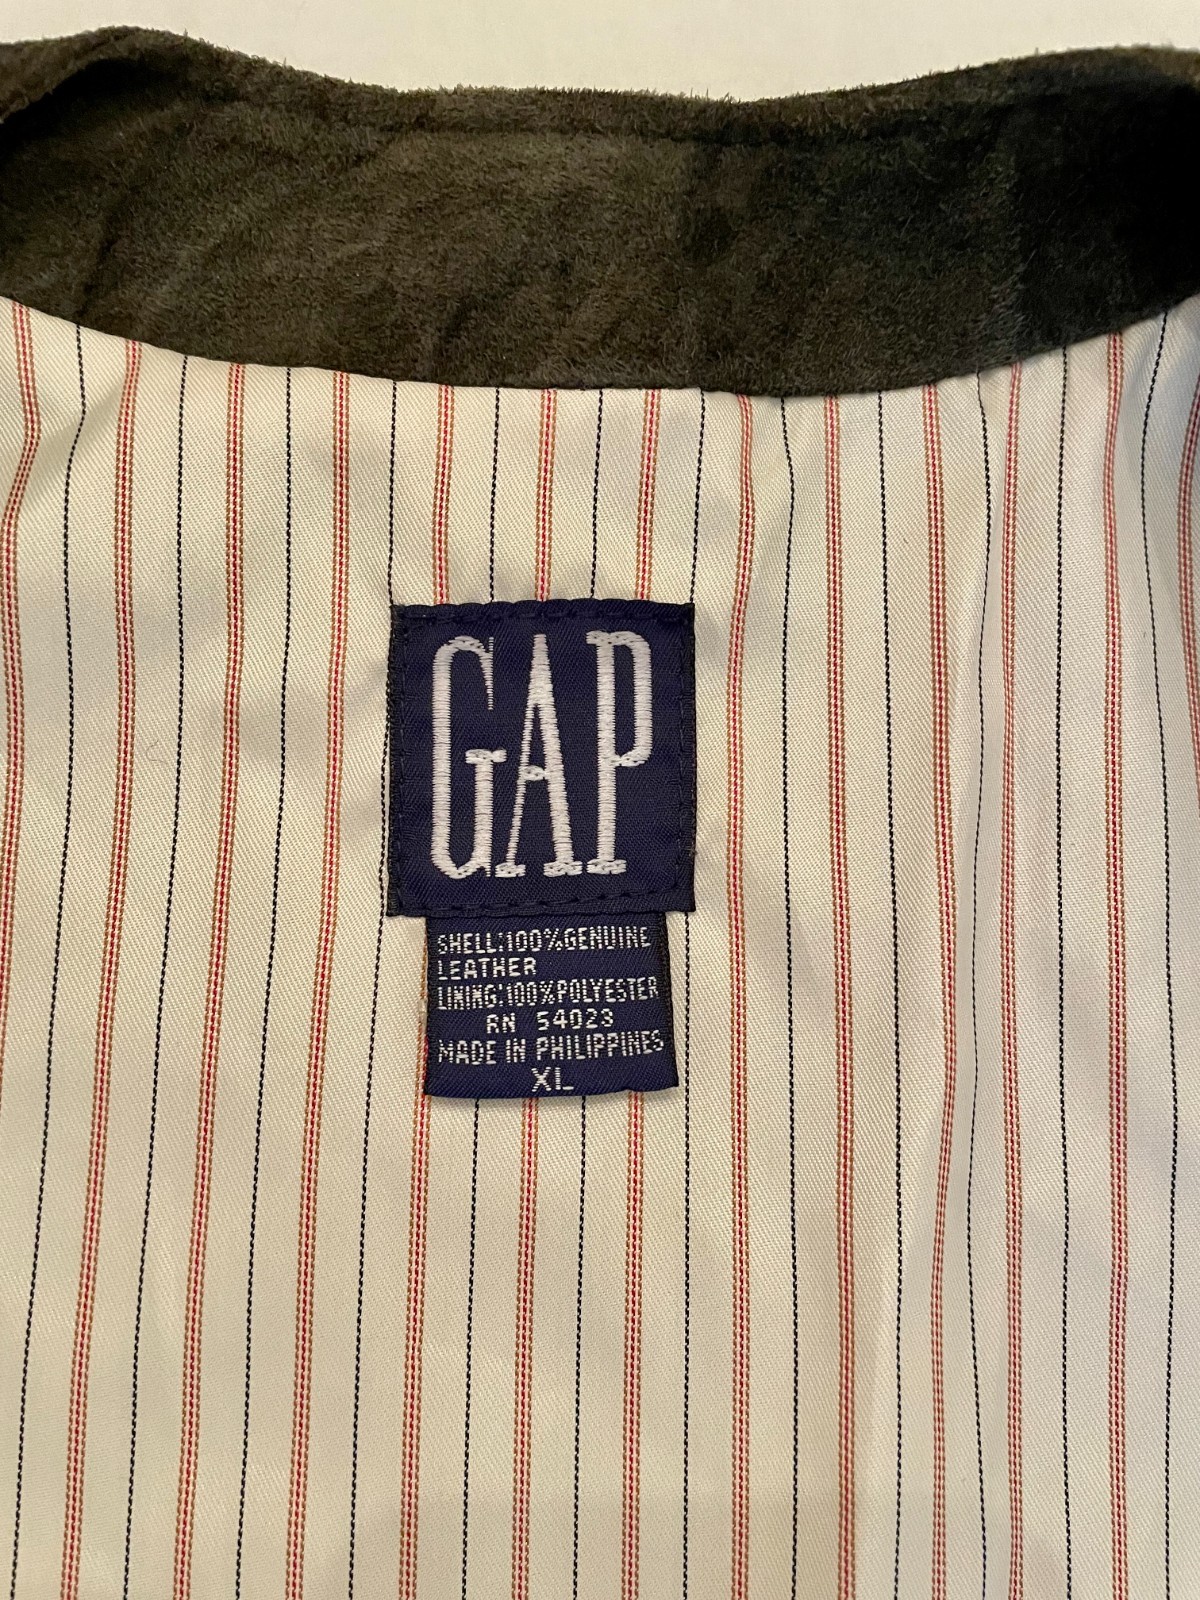 GAP
SHELL:100%GENUINE
LEATHER
LINING:100%POLYESTER
RN 54023
MADE IN PHILIPPINES
XL